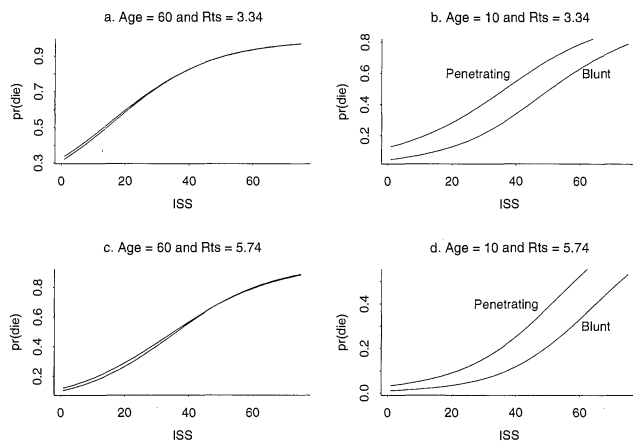 a. Age = 60 and Rts = 3.34
pr(die)
0.9
0.7
0.5
0.3
0 20 40 60
ISS
b. Age = 10 and Rts = 3.34
pr(die)
0.8
0.6
0.4
0.2
Penetrating
Blunt
0 20 40 60
ISS
c. Age = 60 and Rts = 5.74
pr(die)
0.8
0.6
0.4
0.2
0 20 40 60
ISS
d. Age = 10 and Rts = 5.74
pr(die)
0.4
0.2
0.0
Penetrating
Blunt
0 20 40 60
ISS